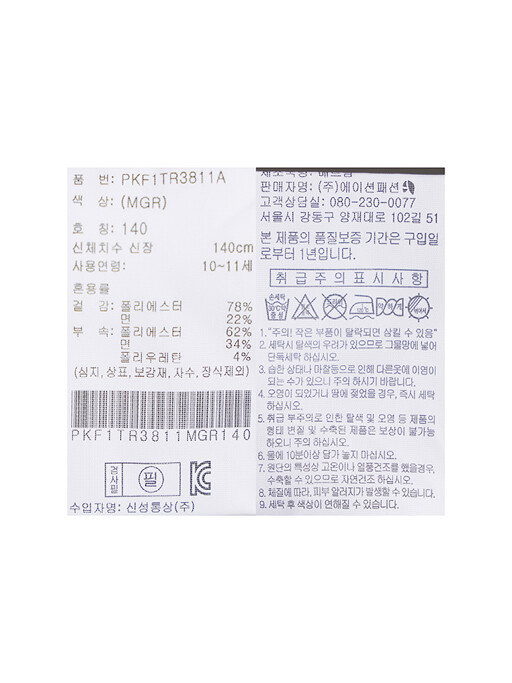 품 번: PKF1TR3811A
색 상: (MGR)
호 칭: 140
신체치수 신장 140cm
사용연령: 10~11세
혼용률
겉 감: 폴리에스터 78%
면 22%
부 속: 폴리에스터 62%
면 34%
폴리우레탄 4%
(심지, 상표, 보강재, 자수, 장식제외)
PKF1TR3811MGR140
검사필
필
수입자명: 신성통상(주)
제조국명: 베트남
판매자명: (주)에이션패션
고객상담실: 080-230-0077
서울시 강동구 양재대로 102길 51
본 제품의 품질보증 기간은 구입일
로부터 1년입니다.
취급주의표시사항
손세탁
30℃
중성
1. "주의! 작은 부품이 탈락되면 삼킬 수 있음"
2. 세탁시 탈색의 우려가 있으므로 그물망에 넣어
단독세탁 하십시오.
3. 습한 상태나 마찰등으로 인해 다른옷에 이염이
되는 수가 있으니 주의 하시기 바랍니다.
4. 오염이 되었거나 땀에 젖었을 경우, 즉시 세탁
하십시오.
5. 취급 부주의로 인한 탈색 및 오염 등 제품의
형태 변질 및 수축된 제품은 보상이 불가능
하오니 주의 하십시오.
6. 물에 10분이상 담가 놓지 마십시오.
7. 원단의 특성상 고온이나 열풍건조를 했을경우,
수축할 수 있으므로 자연건조 하십시오.
8. 체질에 따라, 피부 알러지가 발생할 수 있습니다.
9. 세탁 후 색상이 연해질 수 있습니다.